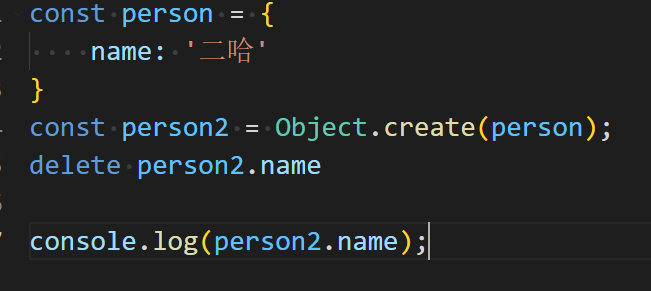 const person = {
    name: '二哈'
}
const person2 = Object.create(person);
delete person2.name

console.log(person2.name);